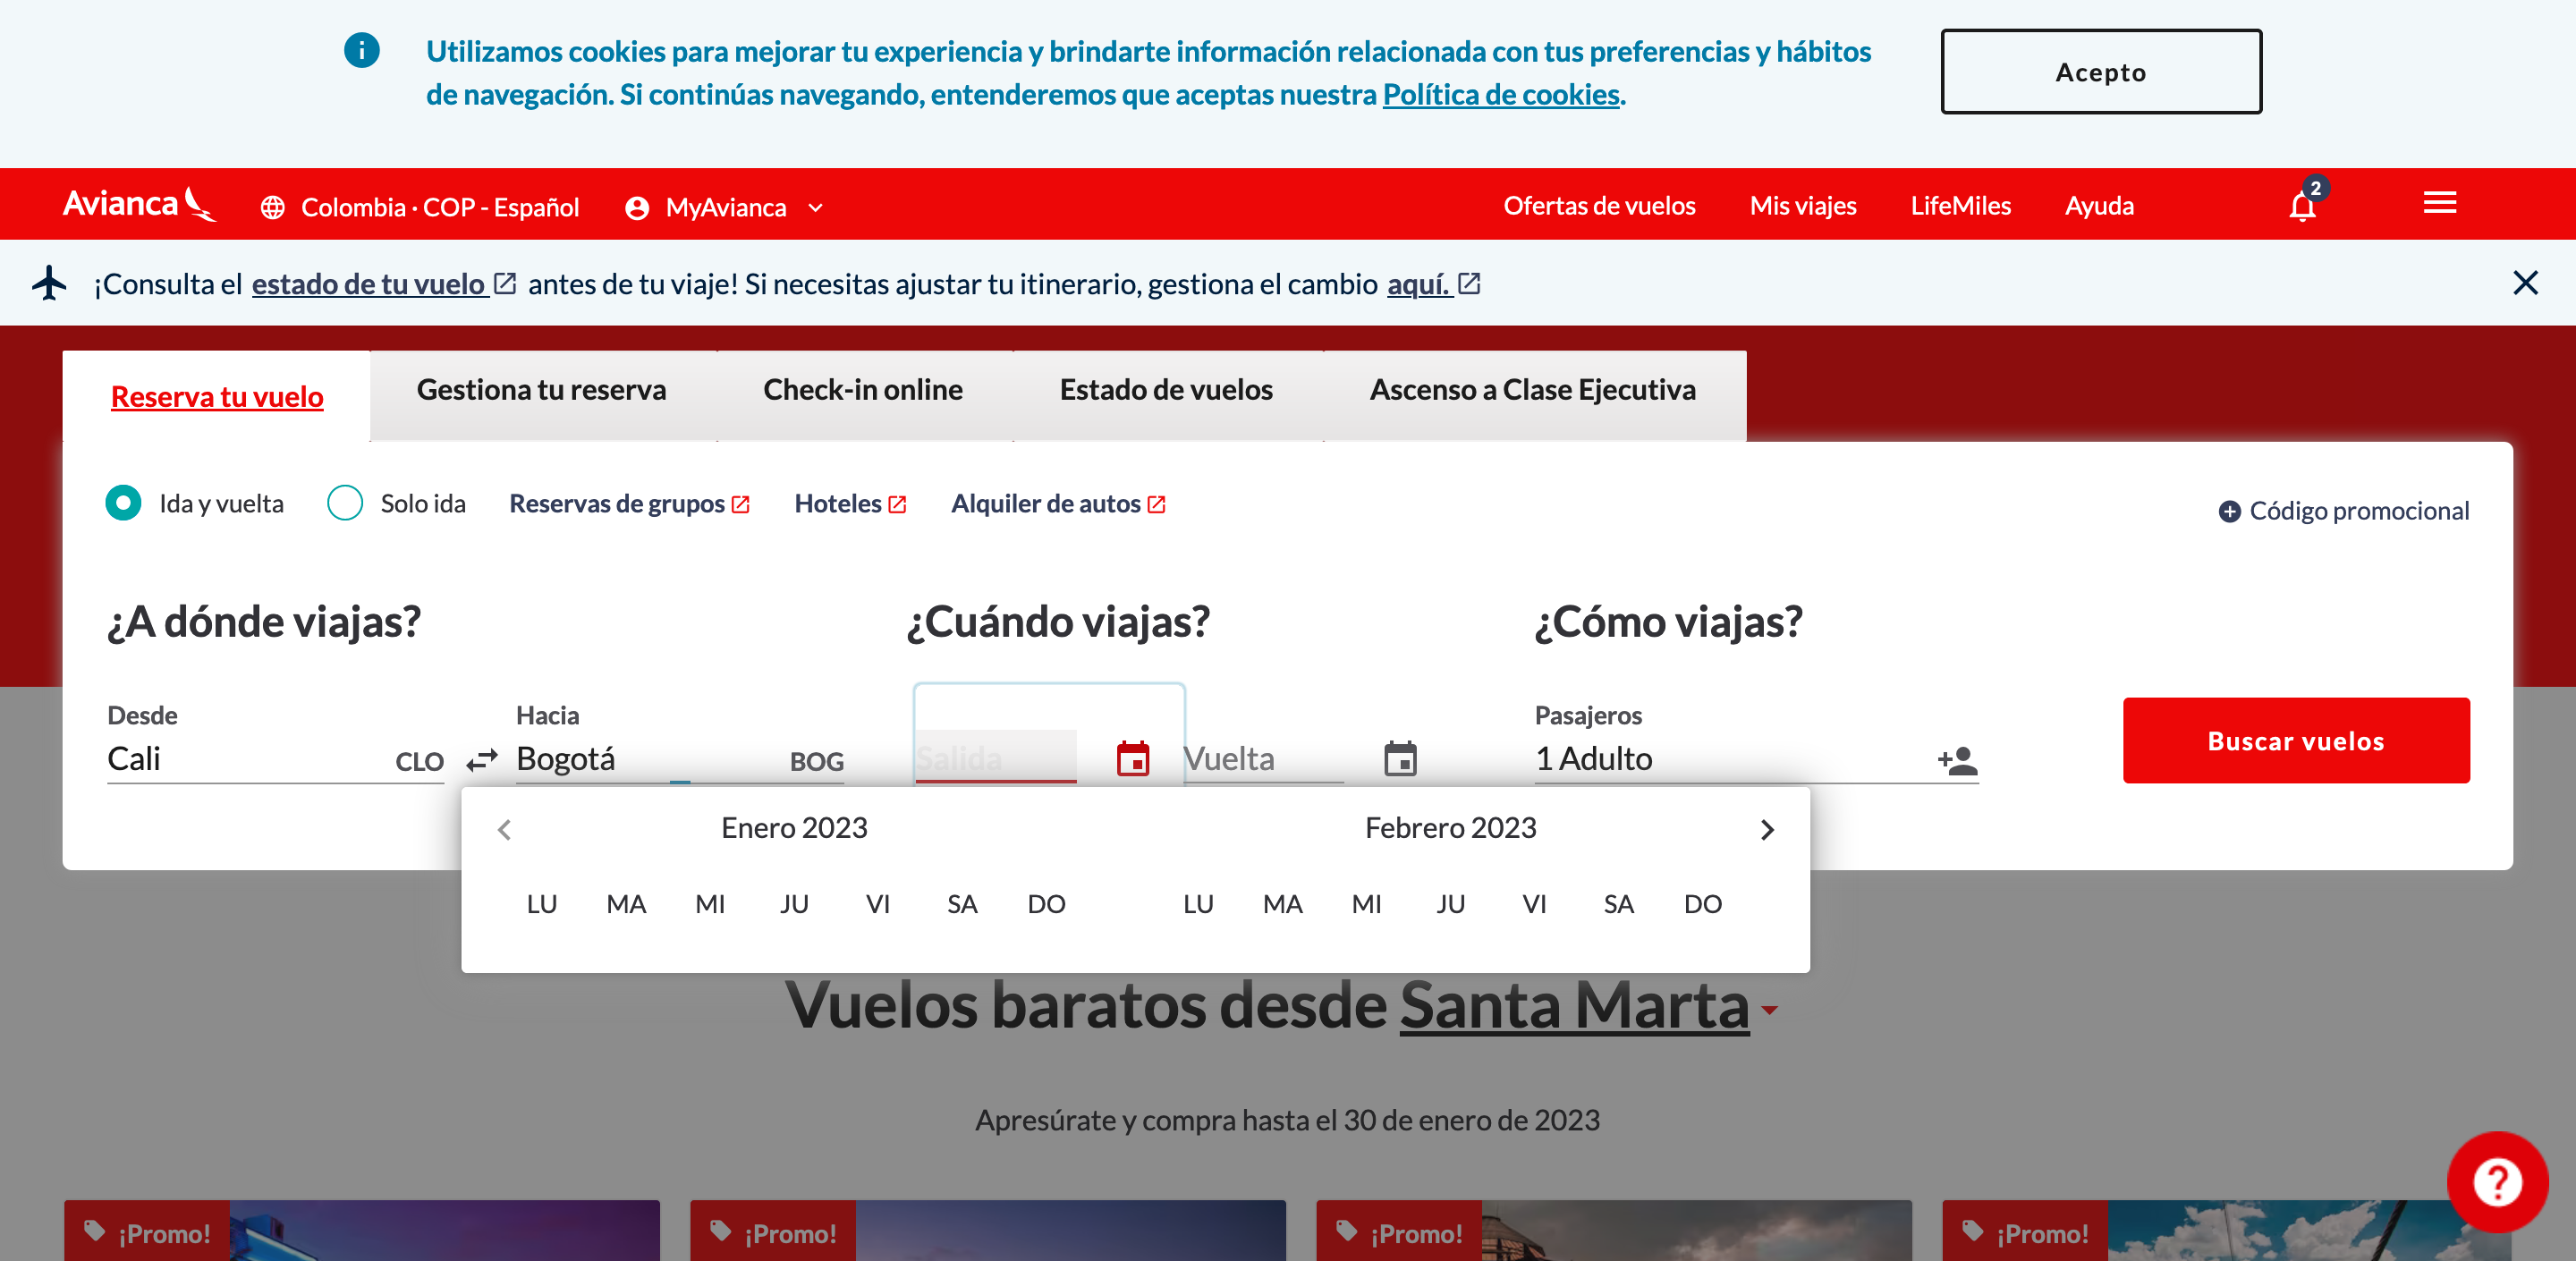 Utilizamos cookies para mejorar tu experiencia y brindarte información relacionada con tus preferencias y hábitos
de navegación. Si continúas navegando, entenderemos que aceptas nuestra Política de cookies.
Acepto
Avianca
Colombia · COP - Español
MyAvianca
Ofertas de vuelos
Mis viajes
LifeMiles
Ayuda
2
¡Consulta el estado de tu vuelo antes de tu viaje! Si necesitas ajustar tu itinerario, gestiona el cambio aquí.
Reserva tu vuelo
Gestiona tu reserva
Check-in online
Estado de vuelos
Ascenso a Clase Ejecutiva
Ida y vuelta
Solo ida
Reservas de grupos
Hoteles
Alquiler de autos
Código promocional
¿A dónde viajas?
¿Cuándo viajas?
¿Cómo viajas?
Desde
Cali
CLO
Hacia
Bogotá
BOG
Salida
Vuelta
Pasajeros
1 Adulto
Buscar vuelos
Enero 2023
Febrero 2023
LU MA MI JU VI SA DO
LU MA MI JU VI SA DO
Vuelos baratos desde Santa Marta
Apresúrate y compra hasta el 30 de enero de 2023
?
¡Promo!
¡Promo!
¡Promo!
¡Promo!